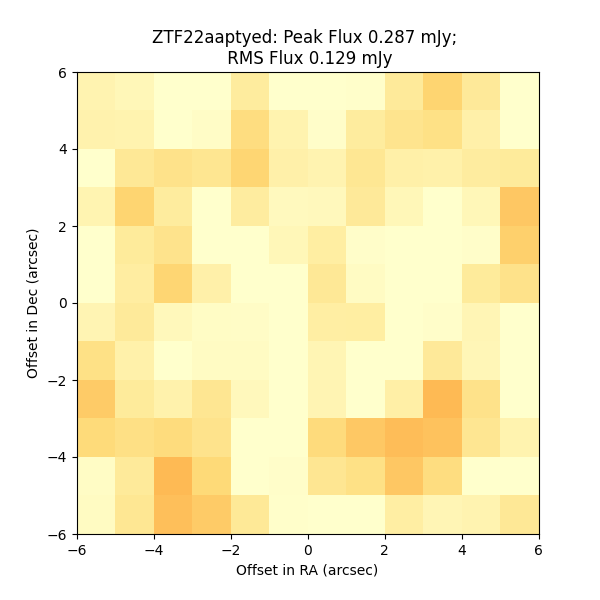 ZTF22aaptyed: Peak Flux 0.287 mJy;
RMS Flux 0.129 mJy
6
4
2
0
−2
−4
−6
Offset in Dec (arcsec)
−6 −4 −2 0 2 4 6
Offset in RA (arcsec)